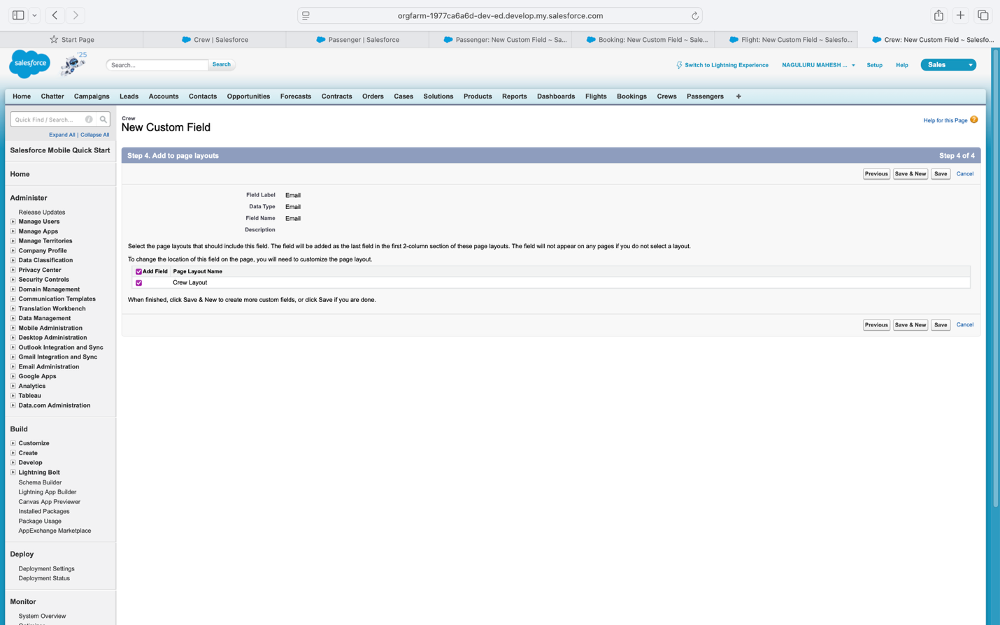 orgfarm-1977ca6a6d-dev-ed.develop.my.salesforce.com
Start Page
Crew | Salesforce
Passenger | Salesforce
Passenger: New Custom Field ~ Sa...
Booking: New Custom Field ~ Sale...
Flight: New Custom Field ~ Salesfo...
Crew: New Custom Field ~ Salesfo...
salesforce
'25
Search...
Search
Switch to Lightning Experience
NAGULURU MAHESH ...
Setup
Help
Sales
Home
Chatter
Campaigns
Leads
Accounts
Contacts
Opportunities
Forecasts
Contracts
Orders
Cases
Solutions
Products
Reports
Dashboards
Flights
Bookings
Crews
Passengers
+
Quick Find / Search...
Expand All | Collapse All
Salesforce Mobile Quick Start
Home
Administer
Release Updates
Manage Users
Manage Apps
Manage Territories
Company Profile
Data Classification
Privacy Center
Security Controls
Domain Management
Communication Templates
Translation Workbench
Data Management
Mobile Administration
Desktop Administration
Outlook Integration and Sync
Gmail Integration and Sync
Email Administration
Google Apps
Analytics
Tableau
Data.com Administration
Build
Customize
Create
Develop
Lightning Bolt
Schema Builder
Lightning App Builder
Canvas App Previewer
Installed Packages
Package Usage
AppExchange Marketplace
Deploy
Deployment Settings
Deployment Status
Monitor
System Overview
Crew
New Custom Field
Help for this Page ?
Step 4. Add to page layouts
Step 4 of 4
Previous
Save & New
Save
Cancel
Field Label Email
Data Type Email
Field Name Email
Description
Select the page layouts that should include this field. The field will be added as the last field in the first 2-column section of these page layouts. The field will not appear on any pages if you do not select a layout.
To change the location of this field on the page, you will need to customize the page layout.
Add Field Page Layout Name
Crew Layout
When finished, click Save & New to create more custom fields, or click Save if you are done.
Previous
Save & New
Save
Cancel